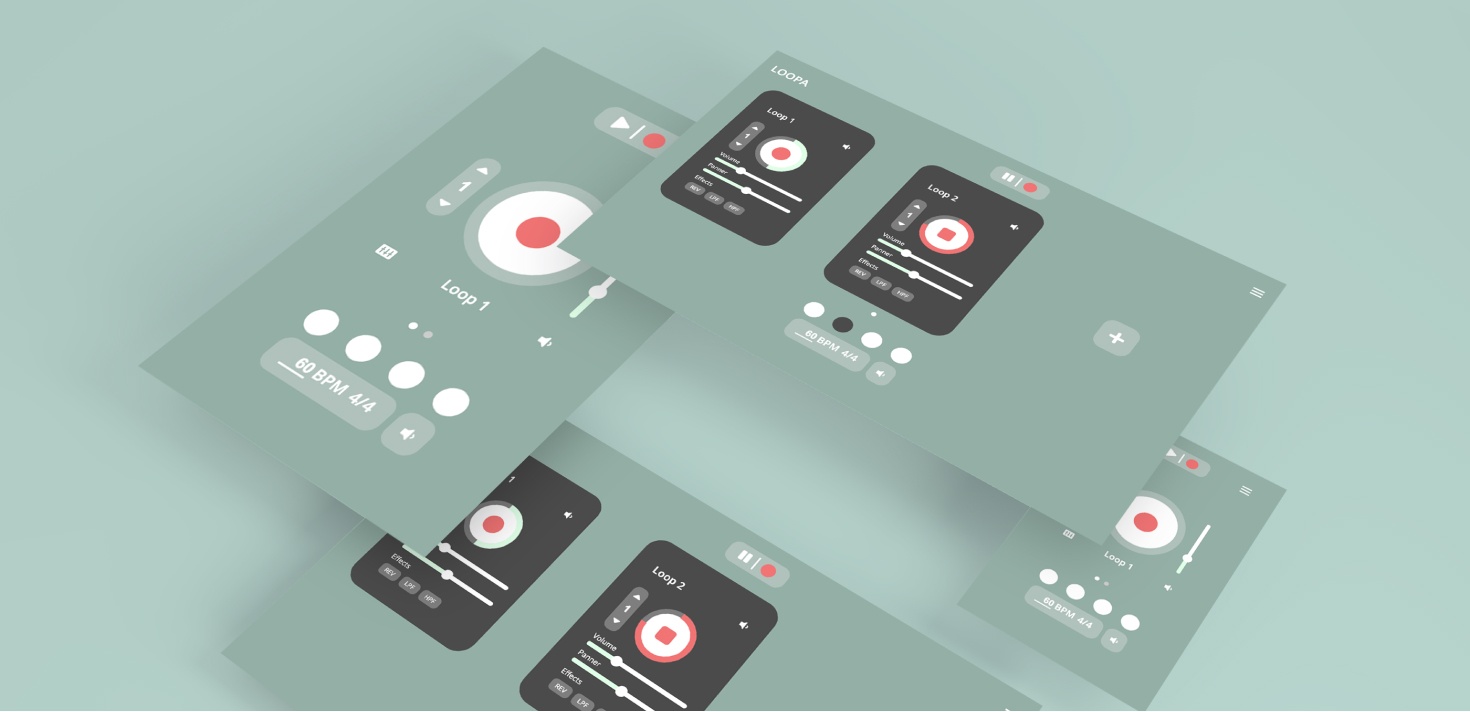 LOOPA
Loop 1
1
Volume
Panner
Effects
REV LPF HPF
Loop 2
1
Volume
Panner
Effects
REV LPF HPF
60 BPM 4/4
1
Loop 1
60 BPM 4/4
1
Effects
REV LPF HPF
Loop 2
1
Volume
Panner
Effects
REV LPF
Loop 1
60 BPM 4/4